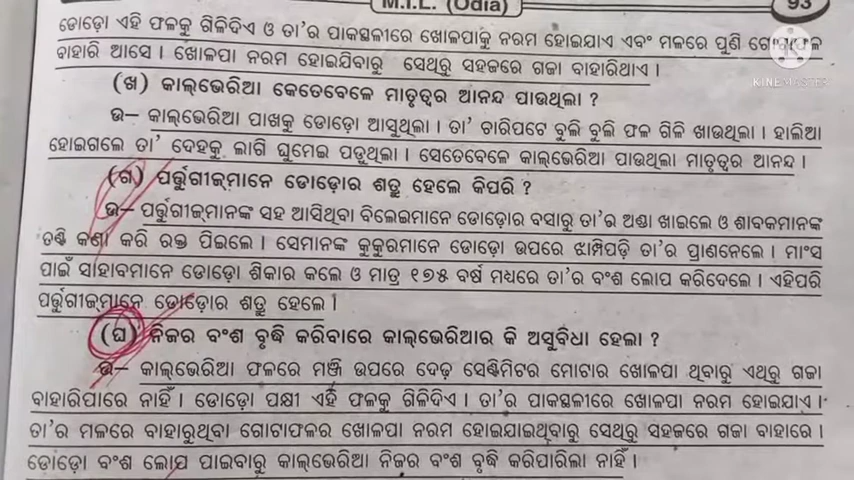 M.I.L. (Odia)
93
ଡୋଡ଼ୋ ଏହି ଫଳକୁ ଗିଳିଦିଏ ଓ ତା'ର ପାକସ୍ଥଳୀରେ ଖୋଳପାକୁ ନରମ ହୋଇଯାଏ ଏବଂ ମଳରେ ପୁଣି ଗୋଟାଫଳ
ବାହାରି ଆସେ । ଖୋଳପା ନରମ ହୋଇଯିବାରୁ ସେଥିରୁ ସହଜରେ ଗଜା ବାହାରିଥାଏ ।
KINEMASTER
(ଖ) କାଲ୍‌ଭେରିଆ କେତେବେଳେ ମାତୃତ୍ୱର ଆନନ୍ଦ ପାଉଥିଲା ?
ଉ– କାଲ୍‌ଭେରିଆ ପାଖକୁ ଡୋଡ଼ୋ ଆସୁଥିଲା । ତା' ଚାରିପଟେ ବୁଲି ବୁଲି ଫଳ ଗିଳି ଖାଉଥିଲା । ହାଲିଆ
ହୋଇଗଲେ ତା' ଦେହକୁ ଲାଗି ଘୁମେଇ ପଡୁଥିଲା । ସେତେବେଳେ କାଲ୍‌ଭେରିଆ ପାଉଥିଲା ମାତୃତ୍ୱର ଆନନ୍ଦ ।
(ଗ) ପର୍ତ୍ତୁଗୀଜ୍‌ମାନେ ଡୋଡ଼ୋର ଶତ୍ରୁ ହେଲେ କିପରି ?
ଉ– ପର୍ତ୍ତୁଗୀଜ୍‌ମାନଙ୍କ ସହ ଆସିଥିବା ବିଲେଇମାନେ ଡୋଡ଼ୋର ବସାରୁ ତା'ର ଅଣ୍ଡା ଖାଇଲେ ଓ ଶାବକମାନଙ୍କ
ତଣ୍ଟି କଣା କରି ରକ୍ତ ପିଇଲେ । ସେମାନଙ୍କ କୁକୁରମାନେ ଡୋଡ଼ୋ ଉପରେ ଝାମ୍ପିପଡ଼ି ତା'ର ପ୍ରାଣନେଲେ । ମାଂସ
ପାଇଁ ସାହାବମାନେ ଡୋଡ଼ୋ ଶିକାର କଲେ ଓ ମାତ୍ର ୧୭୫ ବର୍ଷ ମଧ୍ୟରେ ତା'ର ବଂଶ ଲୋପ କରିଦେଲେ । ଏହିପରି
ପର୍ତ୍ତୁଗୀଜ୍‌ମାନେ ଡୋଡ଼ୋର ଶତ୍ରୁ ହେଲେ ।
(ଘ) ନିଜର ବଂଶ ବୃଦ୍ଧି କରିବାରେ କାଲ୍‌ଭେରିଆର କି ଅସୁବିଧା ହେଲା ?
ଉ– କାଲ୍‌ଭେରିଆ ଫଳରେ ମଞ୍ଜି ଉପରେ ଦେଢ଼ ସେଣ୍ଟିମିଟର ମୋଟାର ଖୋଳପା ଥିବାରୁ ଏଥିରୁ ଗଜା
ବାହାରିପାରେ ନାହିଁ । ଡୋଡ଼ୋ ପକ୍ଷୀ ଏହି ଫଳକୁ ଗିଳିଦିଏ । ତା'ର ପାକସ୍ଥଳୀରେ ଖୋଳପା ନରମ ହୋଇଯାଏ ।
ତା'ର ମଳରେ ବାହାରୁଥିବା ଗୋଟାଫଳର ଖୋଳପା ନରମ ହୋଇଯାଇଥିବାରୁ ସେଥିରୁ ସହଜରେ ଗଜା ବାହାରେ ।
ଡୋଡ଼ୋ ବଂଶ ଲୋପ ପାଇବାରୁ କାଲ୍‌ଭେରିଆ ନିଜର ବଂଶ ବୃଦ୍ଧି କରିପାରିଲା ନାହିଁ ।